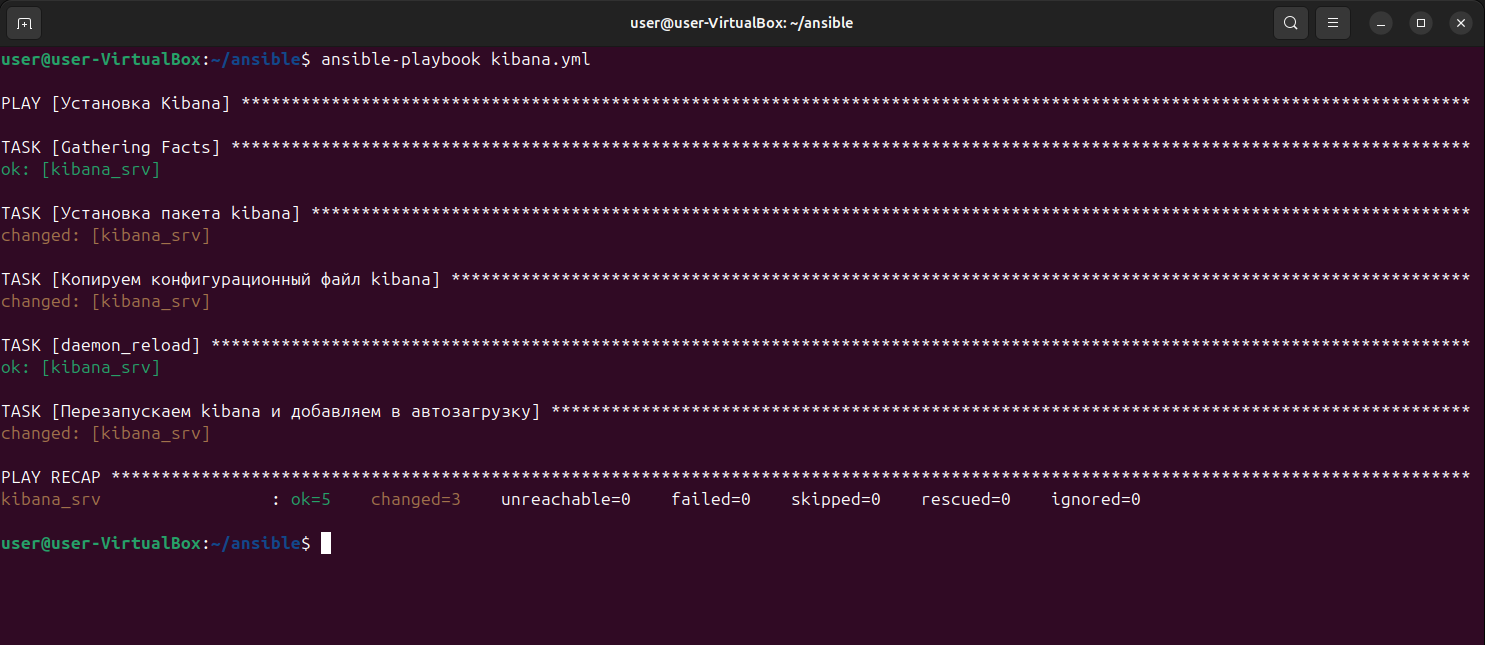 user@user-VirtualBox: ~/ansible
user@user-VirtualBox:~/ansible$ ansible-playbook kibana.yml
PLAY [Установка Kibana] ***************************************************************************************************************************
TASK [Gathering Facts] ****************************************************************************************************************************
ok: [kibana_srv]
TASK [Установка пакета kibana] ********************************************************************************************************************
changed: [kibana_srv]
TASK [Копируем конфигурационный файл kibana] ******************************************************************************************************
changed: [kibana_srv]
TASK [daemon_reload] ******************************************************************************************************************************
ok: [kibana_srv]
TASK [Перезапускаем kibana и добавляем в автозагрузку] ********************************************************************************************
changed: [kibana_srv]
PLAY RECAP ****************************************************************************************************************************************
kibana_srv                 : ok=5    changed=3    unreachable=0    failed=0    skipped=0    rescued=0    ignored=0
user@user-VirtualBox:~/ansible$